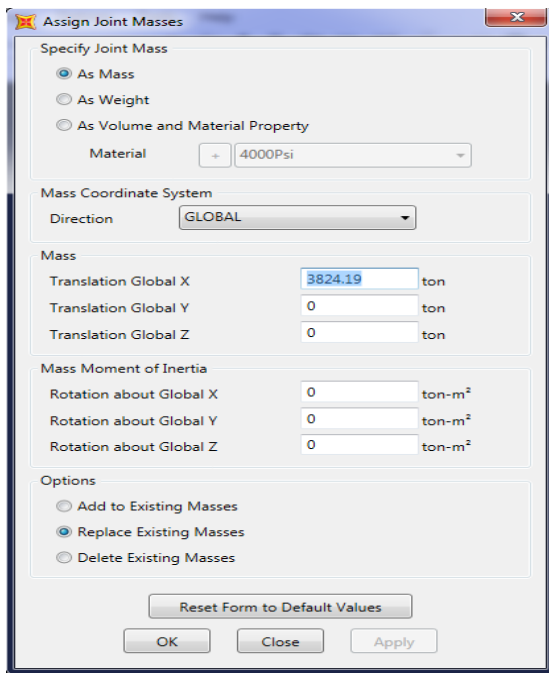 Assign Joint Masses
Specify Joint Mass
As Mass
As Weight
As Volume and Material Property
Material + 4000Psi
Mass Coordinate System
Direction GLOBAL
Mass
Translation Global X 3824.19 ton
Translation Global Y 0 ton
Translation Global Z 0 ton
Mass Moment of Inertia
Rotation about Global X 0 ton-m²
Rotation about Global Y 0 ton-m²
Rotation about Global Z 0 ton-m²
Options
Add to Existing Masses
Replace Existing Masses
Delete Existing Masses
Reset Form to Default Values
OK Close Apply